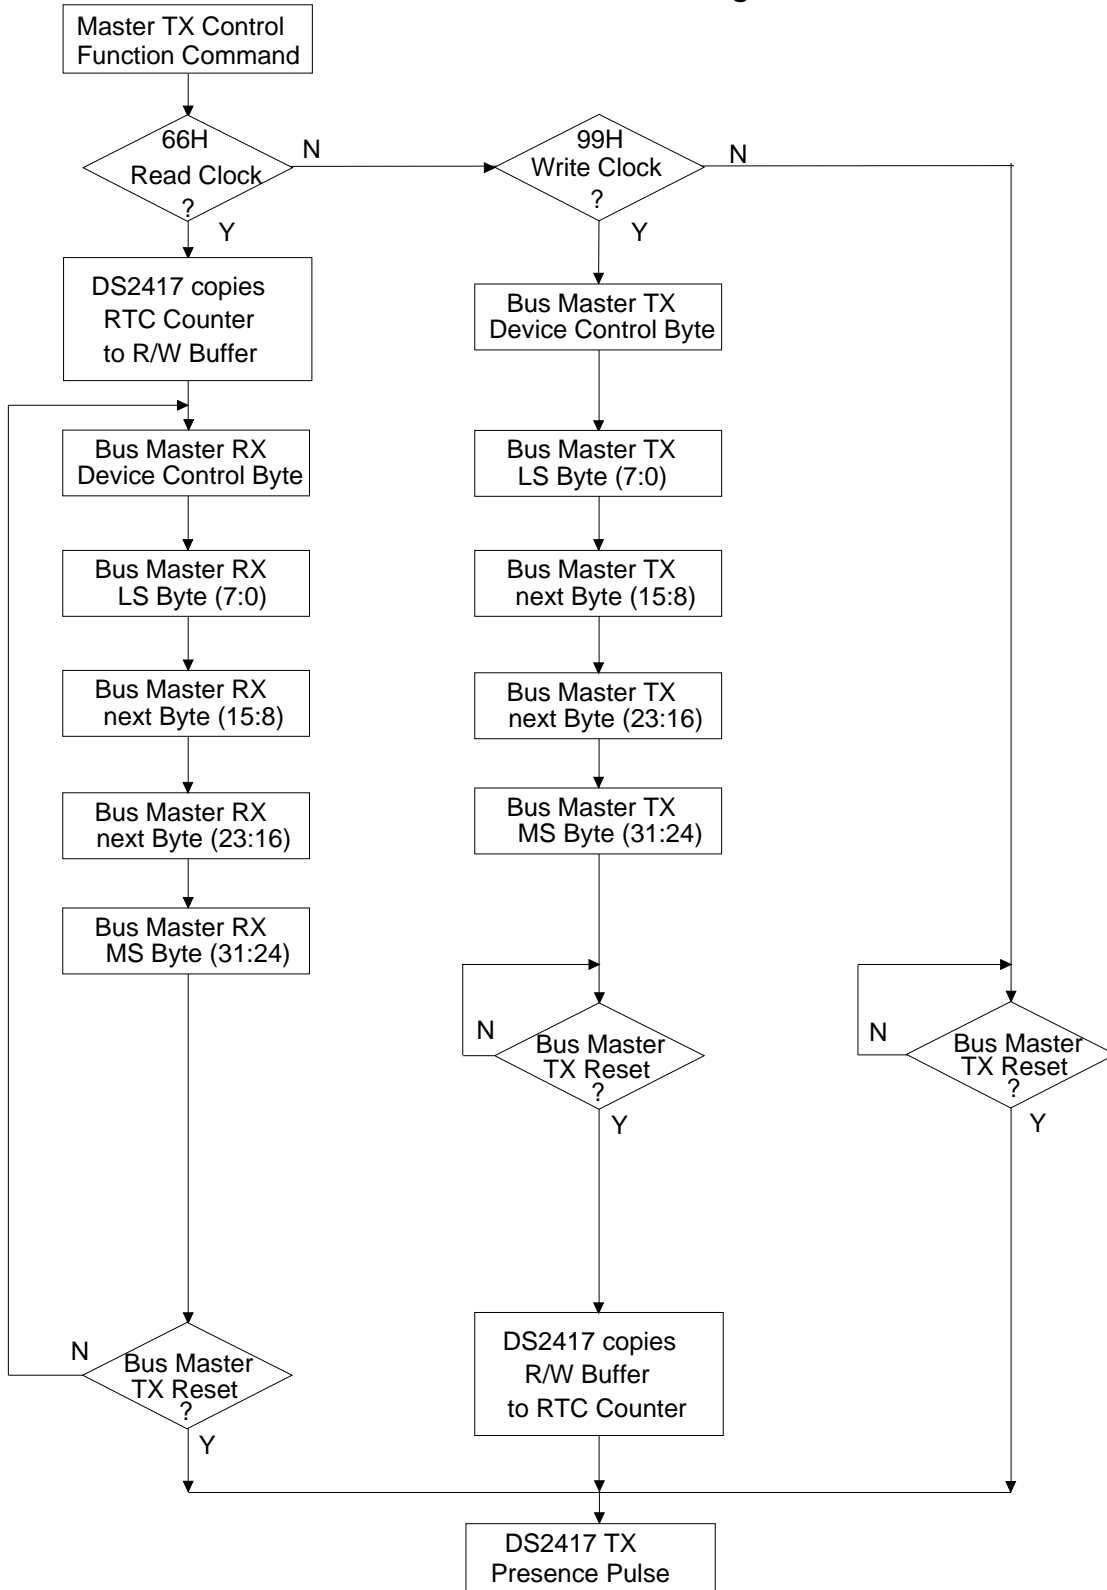 Master TX Control
Function Command
66H
Read Clock
?
N
Y
99H
Write Clock
?
N
Y
DS2417 copies
RTC Counter
to R/W Buffer
Bus Master RX
Device Control Byte
Bus Master RX
LS Byte (7:0)
Bus Master RX
next Byte (15:8)
Bus Master RX
next Byte (23:16)
Bus Master RX
MS Byte (31:24)
N
Bus Master
TX Reset
?
Y
Bus Master TX
Device Control Byte
Bus Master TX
LS Byte (7:0)
Bus Master TX
next Byte (15:8)
Bus Master TX
next Byte (23:16)
Bus Master TX
MS Byte (31:24)
N
Bus Master
TX Reset
?
Y
DS2417 copies
R/W Buffer
to RTC Counter
N
Bus Master
TX Reset
?
Y
DS2417 TX
Presence Pulse